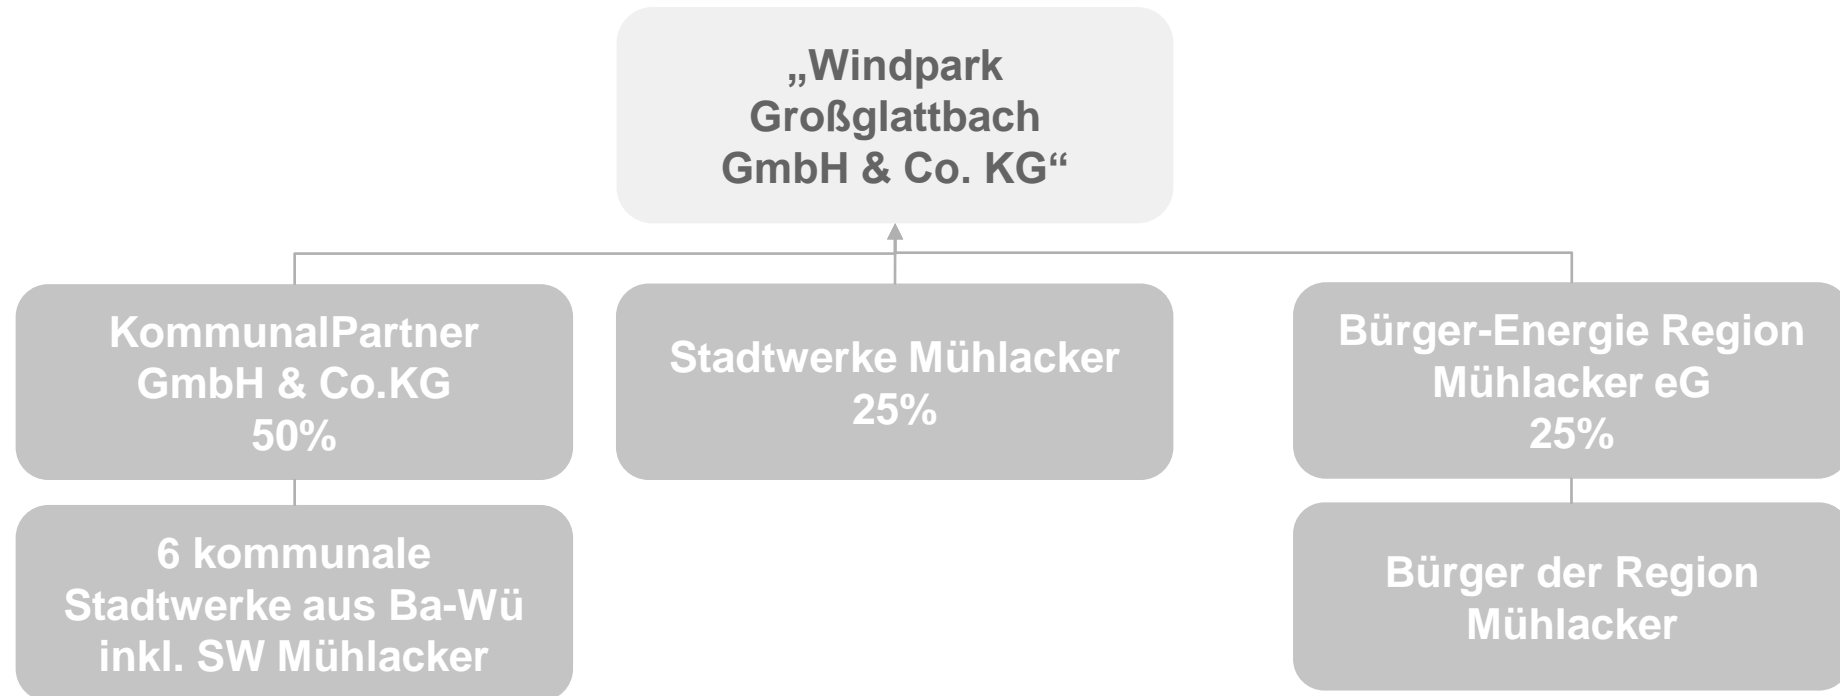 „Windpark
Großglattbach
GmbH & Co. KG“
KommunalPartner
GmbH & Co.KG
50%
Stadtwerke Mühlacker
25%
Bürger-Energie Region
Mühlacker eG
25%
6 kommunale
Stadtwerke aus Ba-Wü
inkl. SW Mühlacker
Bürger der Region
Mühlacker